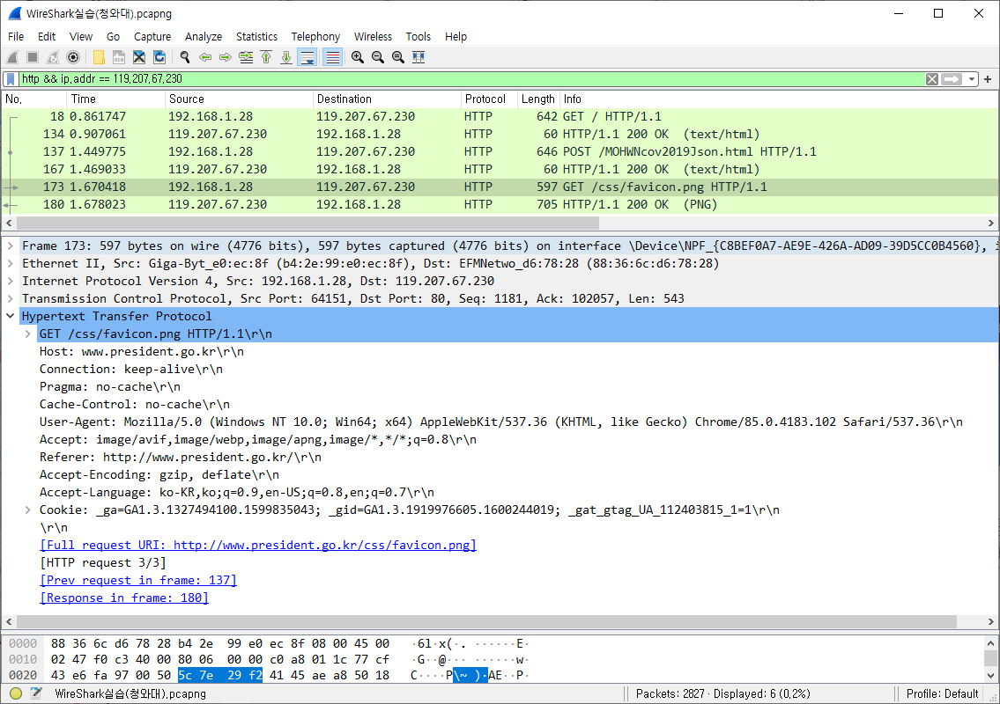 WireShark실습(청와대).pcapng
File Edit View Go Capture Analyze Statistics Telephony Wireless Tools Help
http && ip.addr == 119.207.67.230
No. Time Source Destination Protocol Length Info
18 0.861747 192.168.1.28 119.207.67.230 HTTP 642 GET / HTTP/1.1
134 0.907061 119.207.67.230 192.168.1.28 HTTP 60 HTTP/1.1 200 OK (text/html)
137 1.449775 192.168.1.28 119.207.67.230 HTTP 646 POST /MOHWNcov2019Json.html HTTP/1.1
167 1.469033 119.207.67.230 192.168.1.28 HTTP 60 HTTP/1.1 200 OK (text/html)
173 1.670418 192.168.1.28 119.207.67.230 HTTP 597 GET /css/favicon.png HTTP/1.1
180 1.678023 119.207.67.230 192.168.1.28 HTTP 705 HTTP/1.1 200 OK (PNG)
Frame 173: 597 bytes on wire (4776 bits), 597 bytes captured (4776 bits) on interface \Device\NPF_{C8BEF0A7-AE9E-426A-AD09-39D5CC0B4560}, i
Ethernet II, Src: Giga-Byt_e0:ec:8f (b4:2e:99:e0:ec:8f), Dst: EFMNetwo_d6:78:28 (88:36:6c:d6:78:28)
Internet Protocol Version 4, Src: 192.168.1.28, Dst: 119.207.67.230
Transmission Control Protocol, Src Port: 64151, Dst Port: 80, Seq: 1181, Ack: 102057, Len: 543
Hypertext Transfer Protocol
GET /css/favicon.png HTTP/1.1\r\n
Host: www.president.go.kr\r\n
Connection: keep-alive\r\n
Pragma: no-cache\r\n
Cache-Control: no-cache\r\n
User-Agent: Mozilla/5.0 (Windows NT 10.0; Win64; x64) AppleWebKit/537.36 (KHTML, like Gecko) Chrome/85.0.4183.102 Safari/537.36\r\n
Accept: image/avif,image/webp,image/apng,image/*,*/*;q=0.8\r\n
Referer: http://www.president.go.kr/\r\n
Accept-Encoding: gzip, deflate\r\n
Accept-Language: ko-KR,ko;q=0.9,en-US;q=0.8,en;q=0.7\r\n
Cookie: _ga=GA1.3.1327494100.1599835043; _gid=GA1.3.1919976605.1600244019; _gat_gtag_UA_112403815_1=1\r\n
\r\n
[Full request URI: http://www.president.go.kr/css/favicon.png]
[HTTP request 3/3]
[Prev request in frame: 137]
[Response in frame: 180]
0000 88 36 6c d6 78 28 b4 2e 99 e0 ec 8f 08 00 45 00 ·6l·x(·. ······E·
0010 02 47 f0 c3 40 00 80 06 00 00 c0 a8 01 1c 77 cf ·G··@··· ······w·
0020 43 e6 fa 97 00 50 5c 7e 29 f2 41 45 ae a8 50 18 C····P\~ )·AE··P·
WireShark실습(청와대).pcapng Packets: 2827 · Displayed: 6 (0,2%) Profile: Default